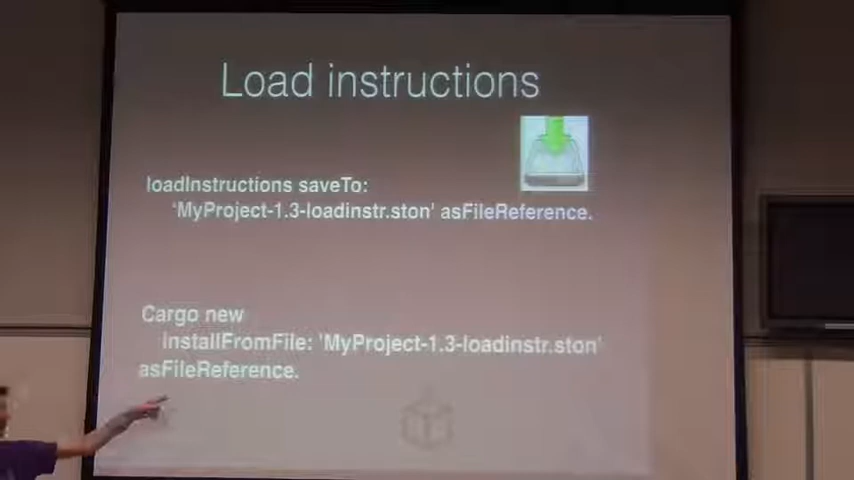 Load instructions
loadInstructions saveTo:
'MyProject-1.3-loadinstr.ston' asFileReference.
Cargo new
installFromFile: 'MyProject-1.3-loadinstr.ston'
asFileReference.